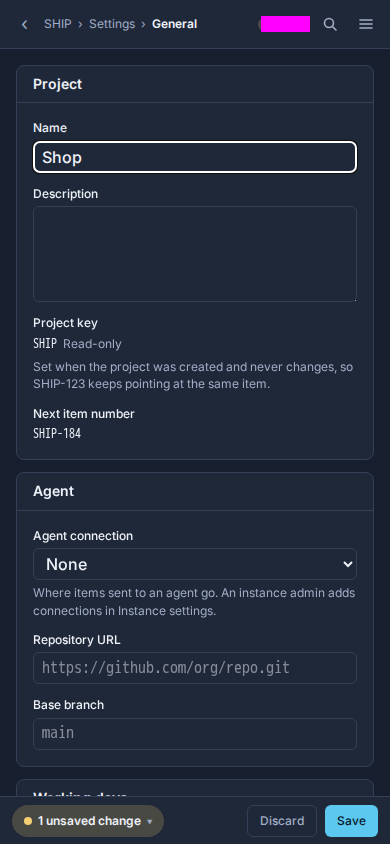 SHIP › Settings › General
Project
Name
Shop
Description
Project key
SHIP Read-only
Set when the project was created and never changes, so
SHIP-123 keeps pointing at the same item.
Next item number
SHIP-184
Agent
Agent connection
None
Where items sent to an agent go. An instance admin adds
connections in Instance settings.
Repository URL
https://github.com/org/repo.git
Base branch
main
Working days
1 unsaved change
Discard
Save